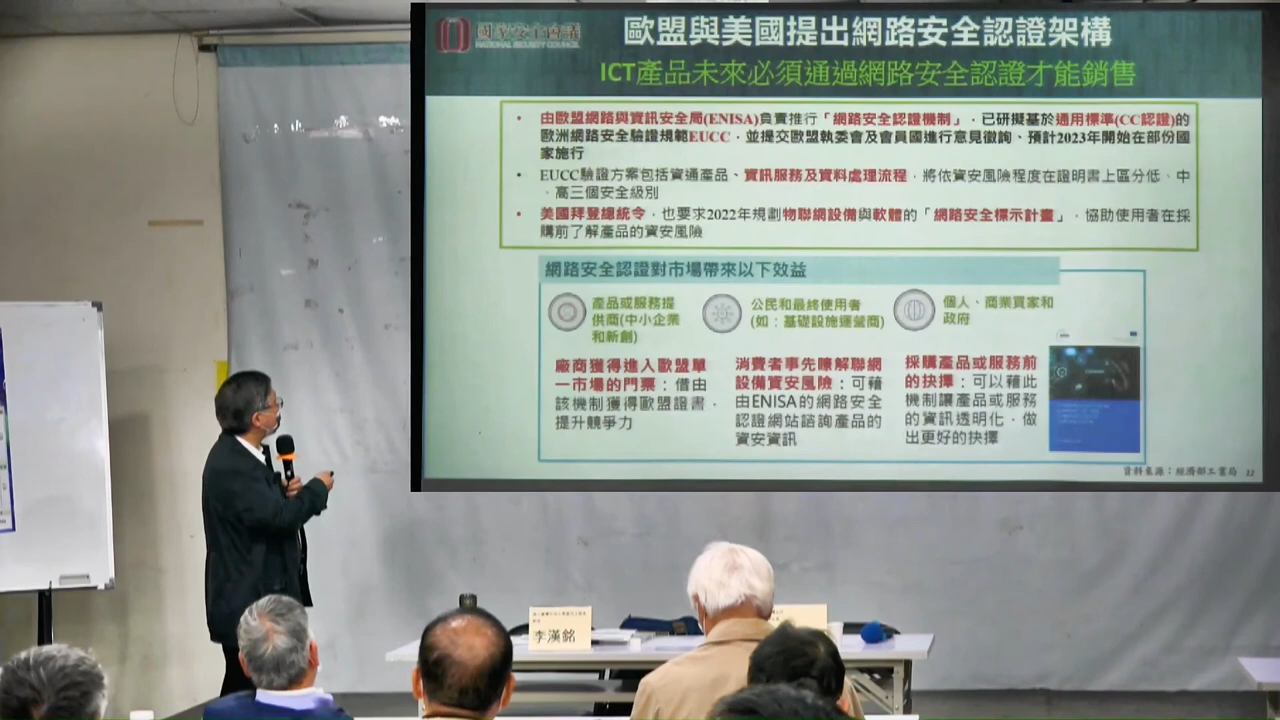 國家安全會議
NATIONAL SECURITY COUNCIL
歐盟與美國提出網路安全認證架構
ICT產品未來必須通過網路安全認證才能銷售
• 由歐盟網路與資訊安全局(ENISA)負責推行「網路安全認證機制」，已研擬基於通用標準(CC認證)的
歐洲網路安全驗證規範EUCC，並提交歐盟執委會及會員國進行意見徵詢、預計2023年開始在部份國
家施行
• EUCC驗證方案包括資通產品、資訊服務及資料處理流程，將依資安風險程度在證明書上區分低、中
、高三個安全級別
• 美國拜登總統令，也要求2022年規劃物聯網設備與軟體的「網路安全標示計畫」，協助使用者在採
購前了解產品的資安風險
網路安全認證對市場帶來以下效益
產品或服務提
供商(中小企業
和新創)
廠商獲得進入歐盟單
一市場的門票：借由
該機制獲得歐盟證書，
提升競爭力
公民和最終使用者
(如：基礎設施運營商)
消費者事先瞭解聯網
設備資安風險：可藉
由ENISA的網路安全
認證網站諮詢產品的
資安資訊
個人、商業買家和
政府
採購產品或服務前
的抉擇：可以藉此
機制讓產品或服務
的資訊透明化，做
出更好的抉擇
資料來源：經濟部工業局 12
李漢銘